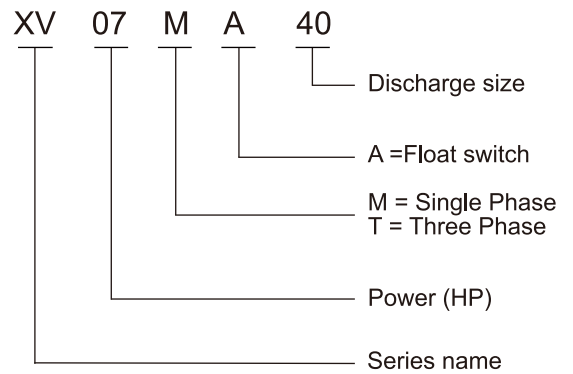 XV 07 M A 40
Discharge size
A =Float switch
M = Single Phase
T = Three Phase
Power (HP)
Series name